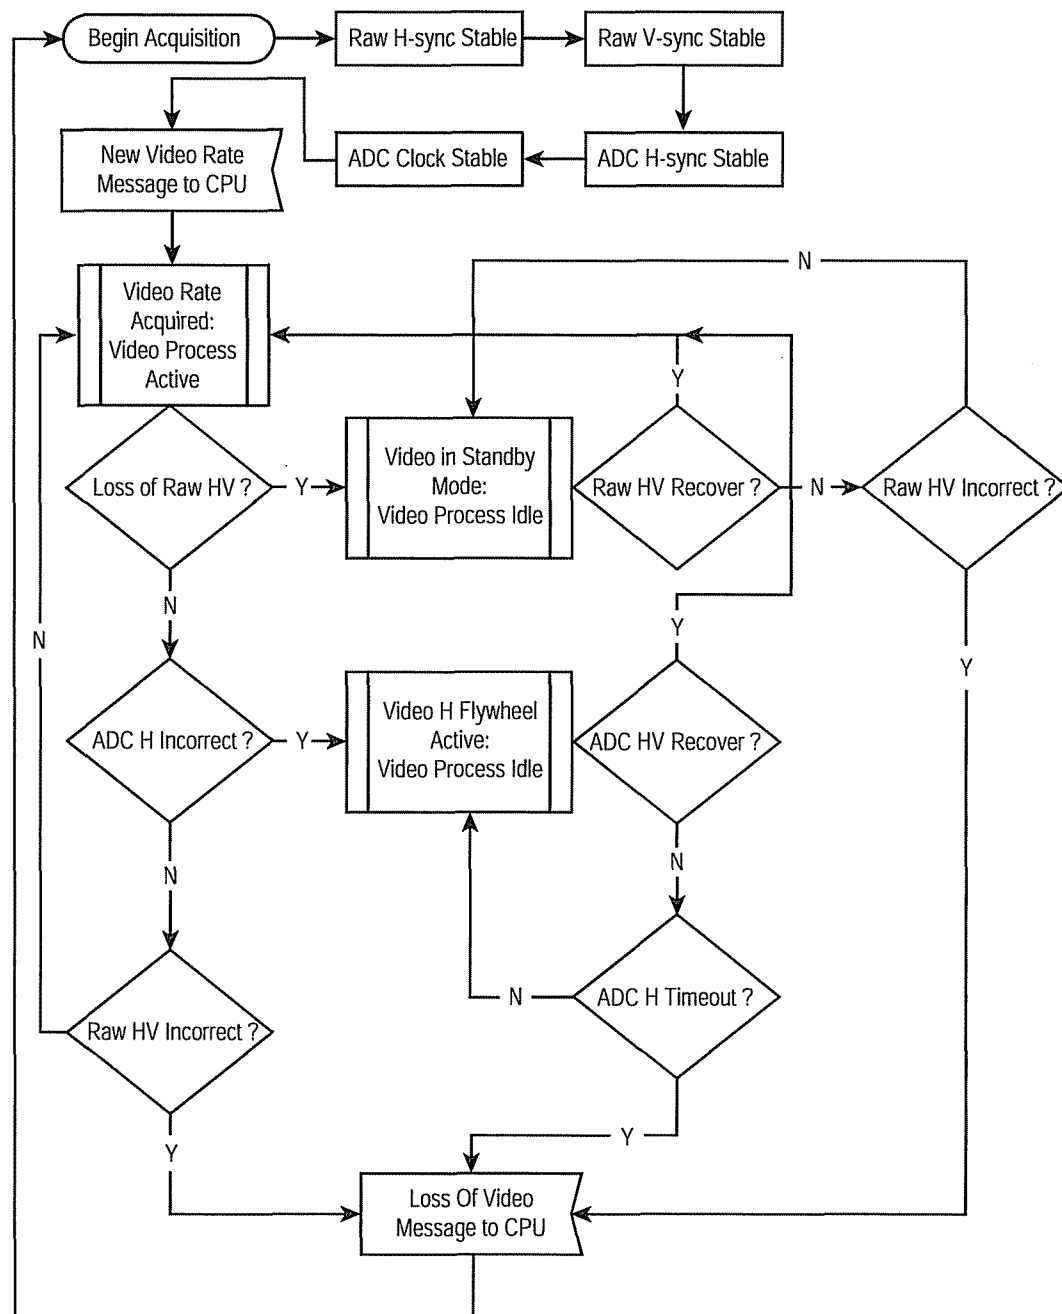 Begin Acquisition
Raw H-sync Stable
Raw V-sync Stable
New Video Rate
Message to CPU
ADC Clock Stable
ADC H-sync Stable
N
Video Rate
Acquired:
Video Process
Active
Y
Loss of Raw HV ?
Y
Video in Standby
Mode:
Video Process Idle
Raw HV Recover ?
N
Raw HV Incorrect ?
N
N
Y
Y
ADC H Incorrect ?
Y
Video H Flywheel
Active:
Video Process Idle
ADC HV Recover ?
N
N
Raw HV Incorrect ?
N
ADC H Timeout ?
Y
Y
Loss Of Video
Message to CPU